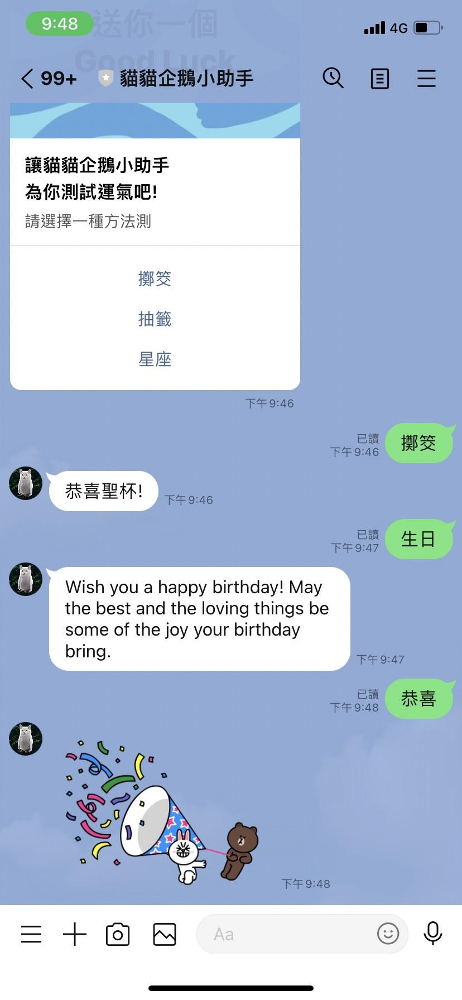 9:48
送你一個
4G
Good Luck
99+
貓貓企鵝小助手
讓貓貓企鵝小助手
為你測試運氣吧!
請選擇一種方法測
擲筊
抽籤
星座
下午 9:46
已讀
下午 9:46
擲筊
恭喜聖杯!
下午 9:46
已讀
下午 9:47
生日
Wish you a happy birthday! May
the best and the loving things be
some of the joy your birthday
bring.
下午 9:47
已讀
下午 9:48
恭喜
下午 9:48
Aa